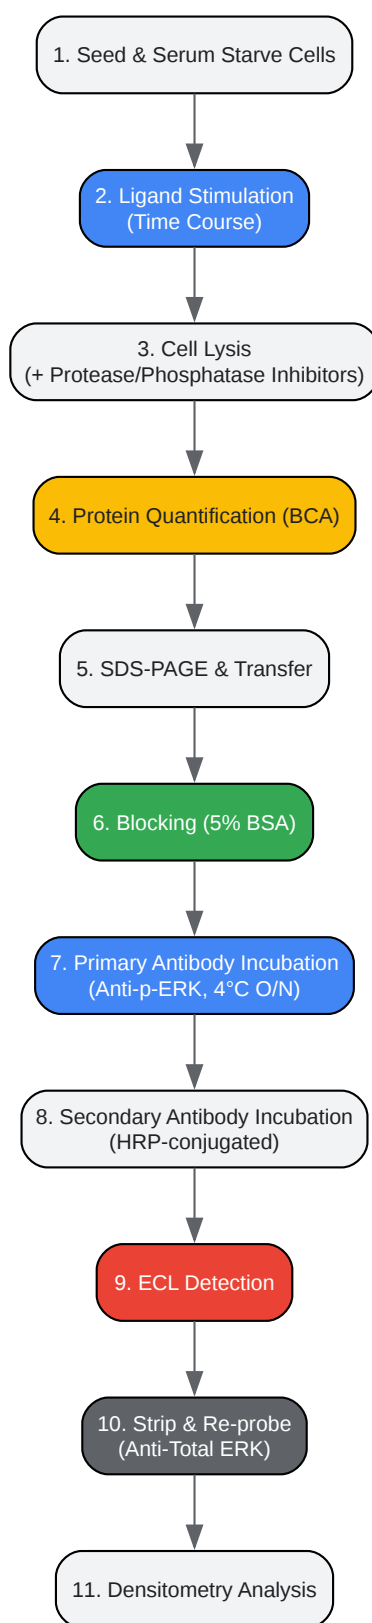 1. Seed & Serum Starve Cells
2. Ligand Stimulation
(Time Course)
3. Cell Lysis
(+ Protease/Phosphatase Inhibitors)
4. Protein Quantification (BCA)
5. SDS-PAGE & Transfer
6. Blocking (5% BSA)
7. Primary Antibody Incubation
(Anti-p-ERK, 4°C O/N)
8. Secondary Antibody Incubation
(HRP-conjugated)
9. ECL Detection
10. Strip & Re-probe
(Anti-Total ERK)
11. Densitometry Analysis